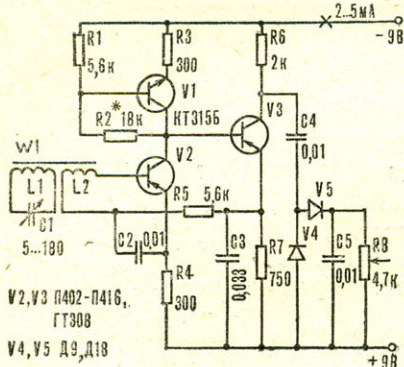 2...5мА
R1
5,6к
R3
300
R6
2к
-9В
V1
КТ315Б
R2*
18к
V2
V3
C4
0,01
W1
L1
L2
C1
5...180
R5
5,6к
V5
V4
C2
0,01
R4
300
C3
0,033
R7
750
C5
0,01
R8
4,7к
V2,V3 П402-П416,
ГТ308
V4,V5 Д9,Д18
+9В